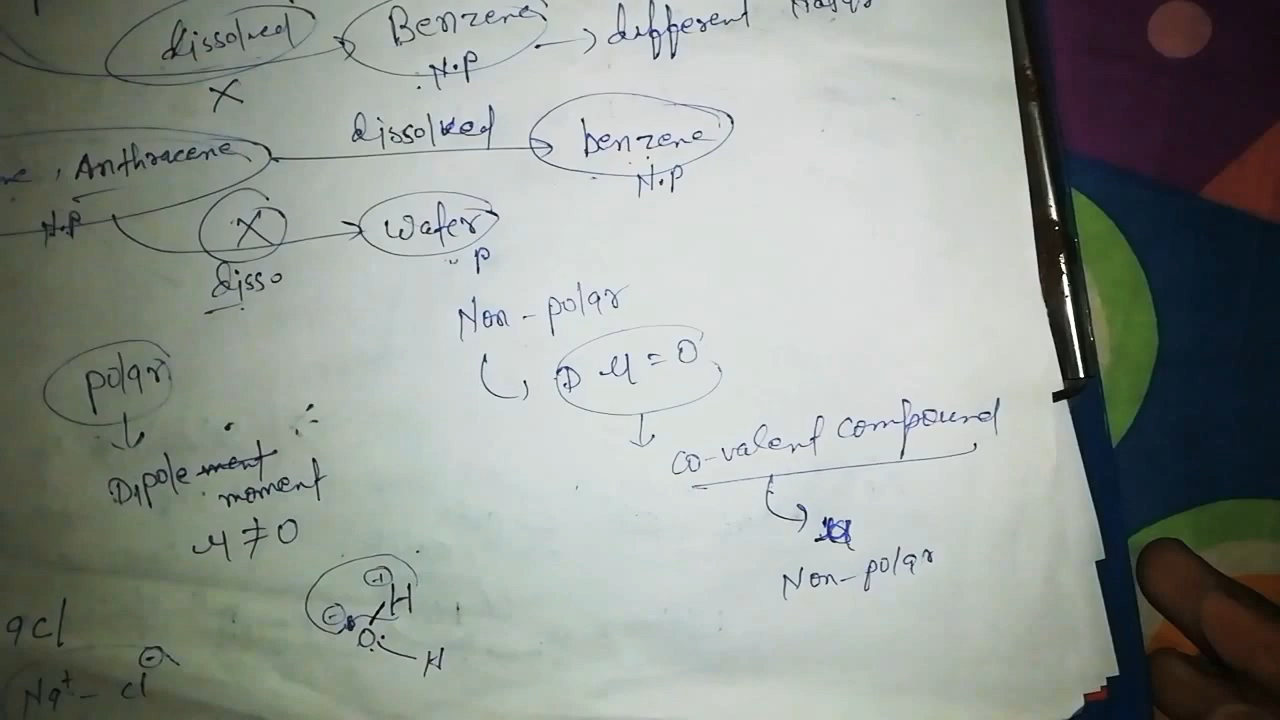 dissolved Benzene → different
N.P
X
dissolved
Anthracene benzene
N.P N.P
X water
P
disso
Non-polar
polar D μ = 0
Dipole moment
μ ≠ 0
co-valent compound
Non-polar
+ H
- O
H
aCl
Na+ - Cl -